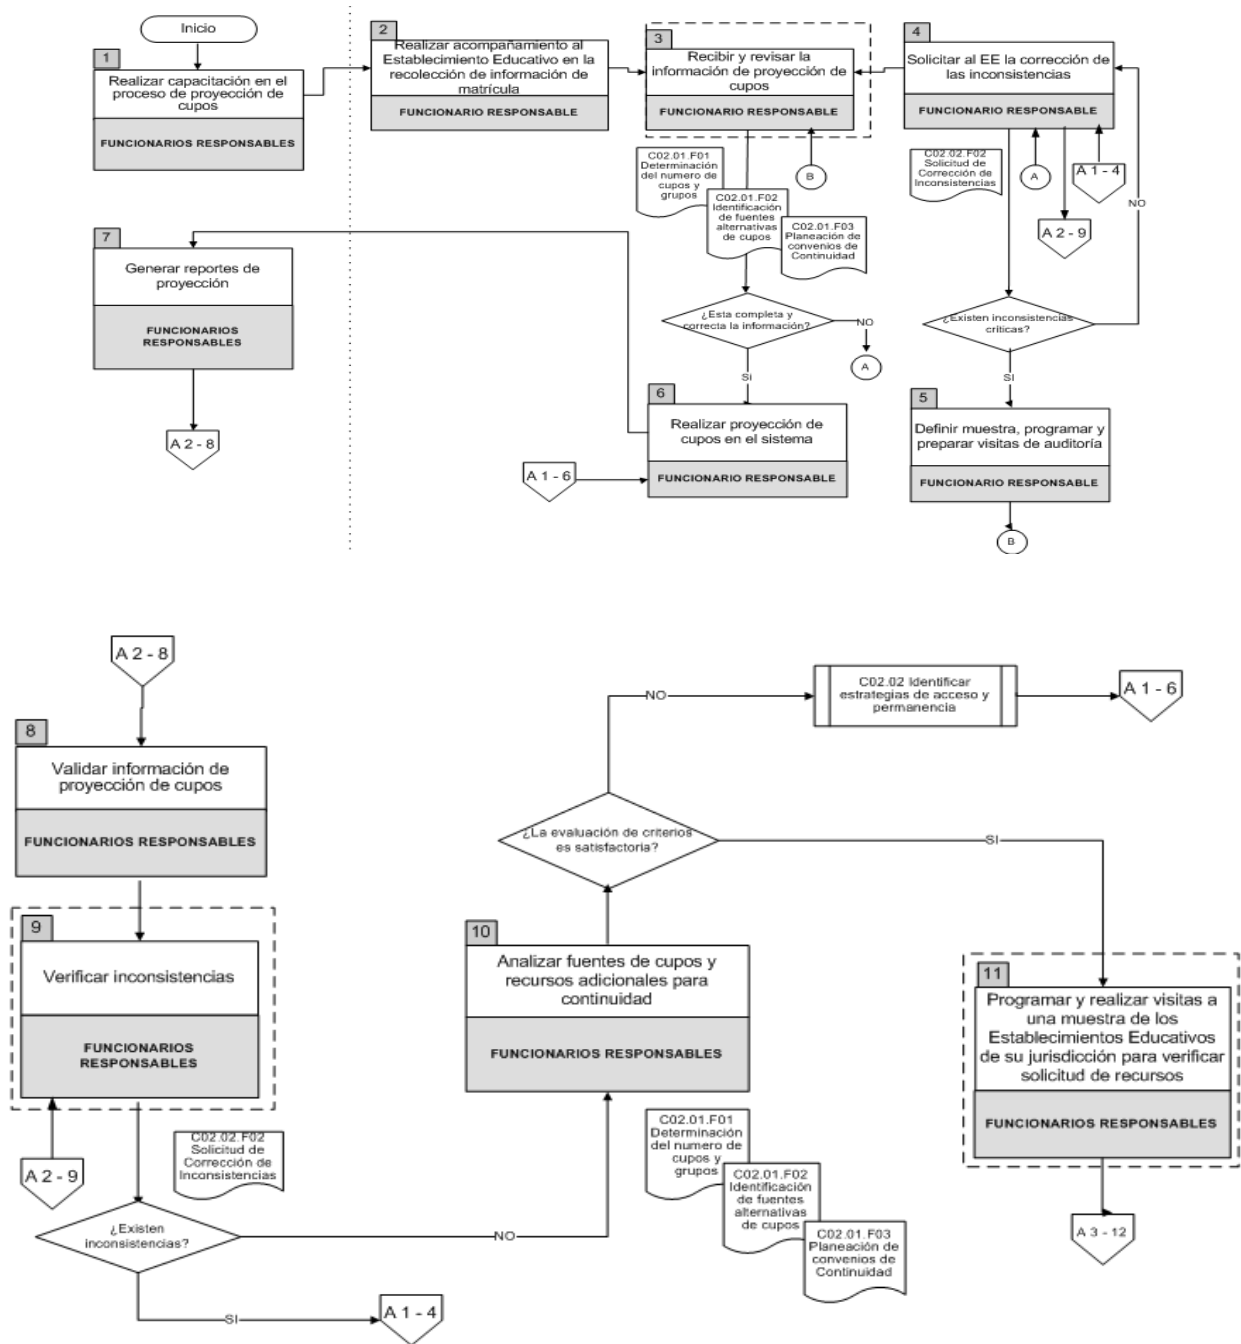 Inicio
1
Realizar capacitación en el
proceso de proyección de
cupos
FUNCIONARIOS RESPONSABLES
2
Realizar acompañamiento al
Establecimiento Educativo en la
recolección de información de
matrícula
FUNCIONARIO RESPONSABLE
3
Recibir y revisar la
información de proyección de
cupos
FUNCIONARIO RESPONSABLE
4
Solicitar al EE la corrección de
las inconsistencias
FUNCIONARIO RESPONSABLE
C02.01.F01
Determinación
del numero de
cupos y
grupos
C02.01.F02
Identificación
de fuentes
alternativas
de cupos
C02.01.F03
Planeación de
convenios de
Continuidad
B
C02.02.F02
Solicitud de
Corrección de
Inconsistencias
A
A 1 - 4
A 2 - 9
NO
7
Generar reportes de
proyección
FUNCIONARIOS
RESPONSABLES
A 2 - 8
¿Esta completa y
correcta la información?
NO
A
SI
¿Existen inconsistencias
críticas?
SI
6
Realizar proyección de
cupos en el sistema
FUNCIONARIO RESPONSABLE
A 1 - 6
5
Definir muestra, programar y
preparar visitas de auditoría
FUNCIONARIO RESPONSABLE
B
A 2 - 8
8
Validar información de
proyección de cupos
FUNCIONARIOS RESPONSABLES
9
Verificar inconsistencias
FUNCIONARIOS
RESPONSABLES
A 2 - 9
C02.02.F02
Solicitud de
Corrección de
Inconsistencias
¿Existen
inconsistencias?
NO
SI
A 1 - 4
NO
C02.02 Identificar
estrategias de acceso y
permanencia
A 1 - 6
¿La evaluación de criterios
es satisfactoria?
SI
10
Analizar fuentes de cupos y
recursos adicionales para
continuidad
FUNCIONARIOS RESPONSABLES
C02.01.F01
Determinación
del numero de
cupos y
grupos
C02.01.F02
Identificación
de fuentes
alternativas
de cupos
C02.01.F03
Planeación de
convenios de
Continuidad
11
Programar y realizar visitas a
una muestra de los
Establecimientos Educativos
de su jurisdicción para verificar
solicitud de recursos
FUNCIONARIOS RESPONSABLES
A 3 - 12